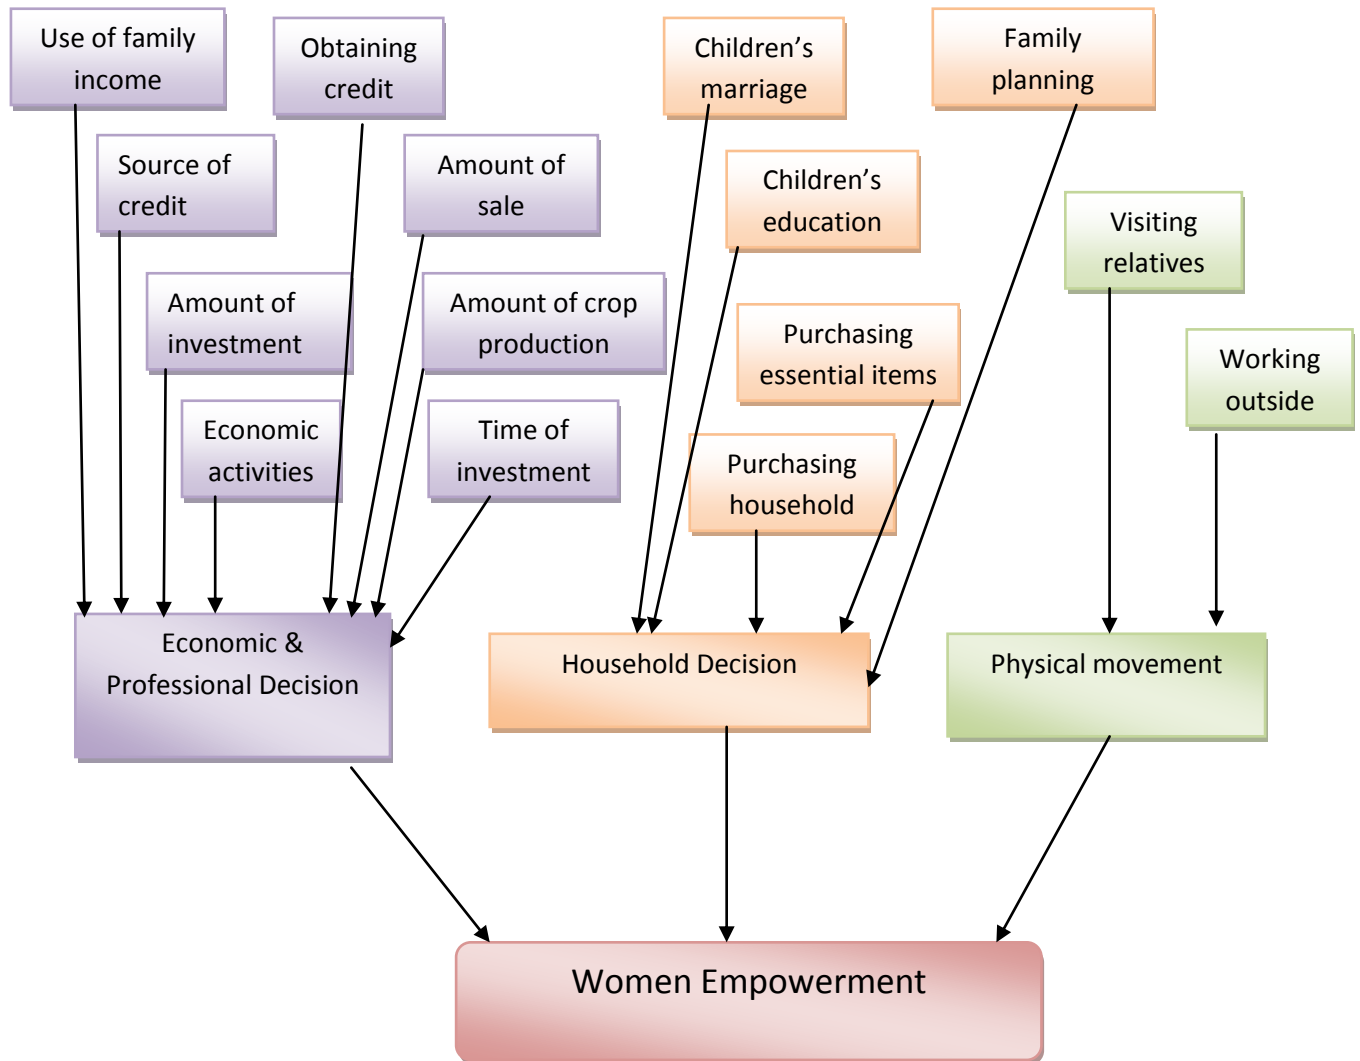 Use of family
income
Obtaining
credit
Children’s
marriage
Family
planning
Source of
credit
Amount of
sale
Children’s
education
Visiting
relatives
Amount of
investment
Amount of crop
production
Purchasing
essential items
Working
outside
Economic
activities
Time of
investment
Purchasing
household
Economic &
Professional Decision
Household Decision
Physical movement
Women Empowerment